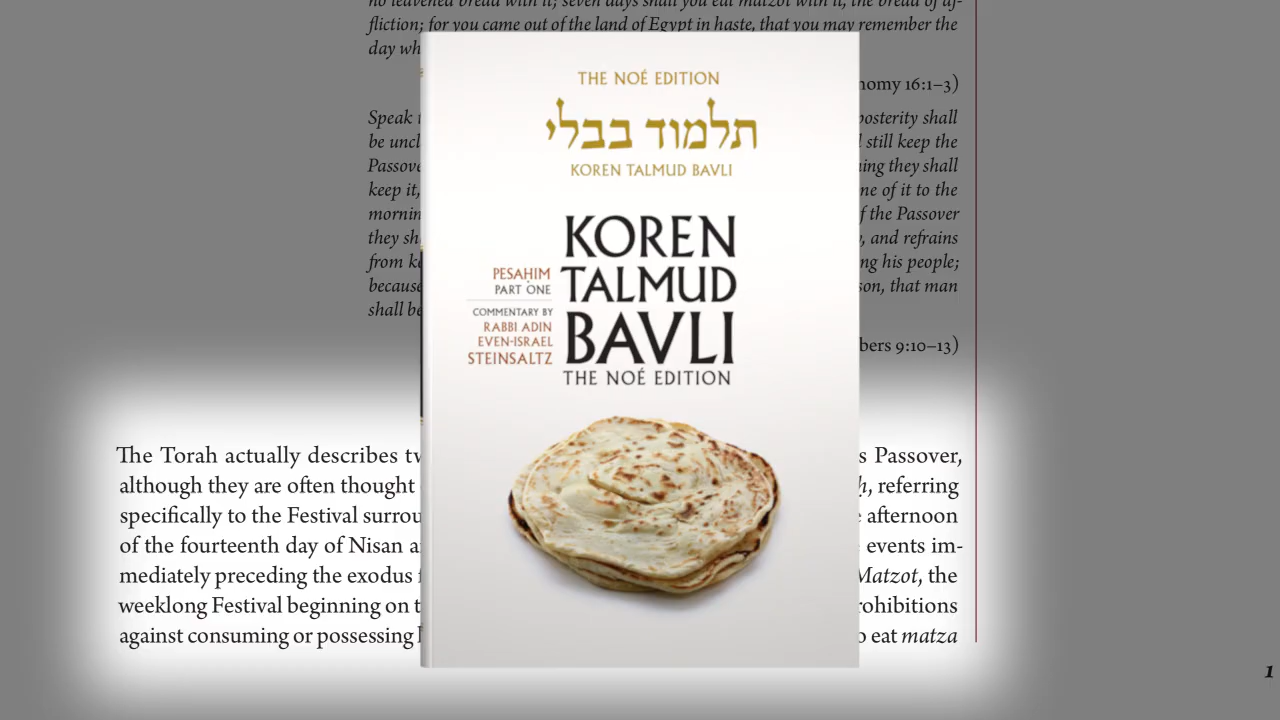 no leavened bread with it; seven days shall you eat matzot with it, the bread of af-
fliction; for you came out of the land of Egypt in haste, that you may remember the
day wh
nomy 16:1–3)
Speak
posterity shall
be uncl
still keep the
Passove
ning they shall
keep it,
ne of it to the
mornin
f the Passover
they sh
and refrains
from ke
ng his people;
because
son, that man
shall be
bers 9:10–13)
THE NOÉ EDITION
תלמוד בבלי
KOREN TALMUD BAVLI
KOREN
TALMUD
BAVLI
THE NOÉ EDITION
PESAḤIM
PART ONE
COMMENTARY BY
RABBI ADIN
EVEN-ISRAEL
STEINSALTZ
The Torah actually describes tw
s Passover,
although they are often thought
ḥ, referring
specifically to the Festival surrou
e afternoon
of the fourteenth day of Nisan a
events im-
mediately preceding the exodus
Matzot, the
weeklong Festival beginning on t
rohibitions
against consuming or possessing
o eat matza
1